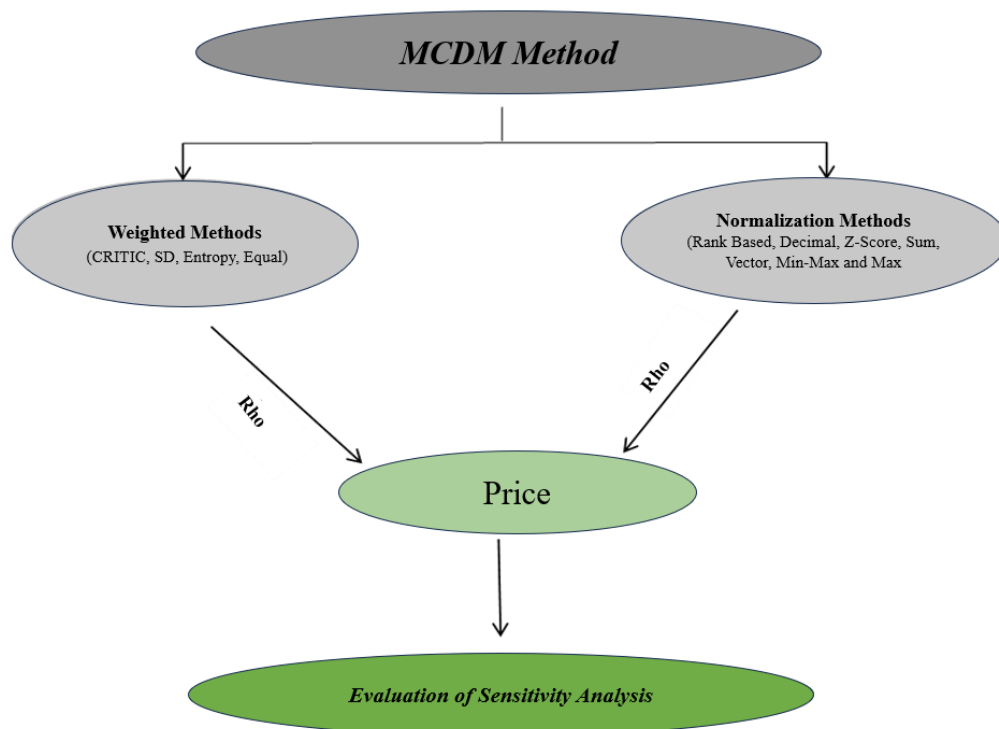 MCDM Method
Weighted Methods
(CRITIC, SD, Entropy, Equal)
Normalization Methods
(Rank Based, Decimal, Z-Score, Sum,
Vector, Min-Max and Max
Rho
Rho
Price
Evaluation of Sensitivity Analysis